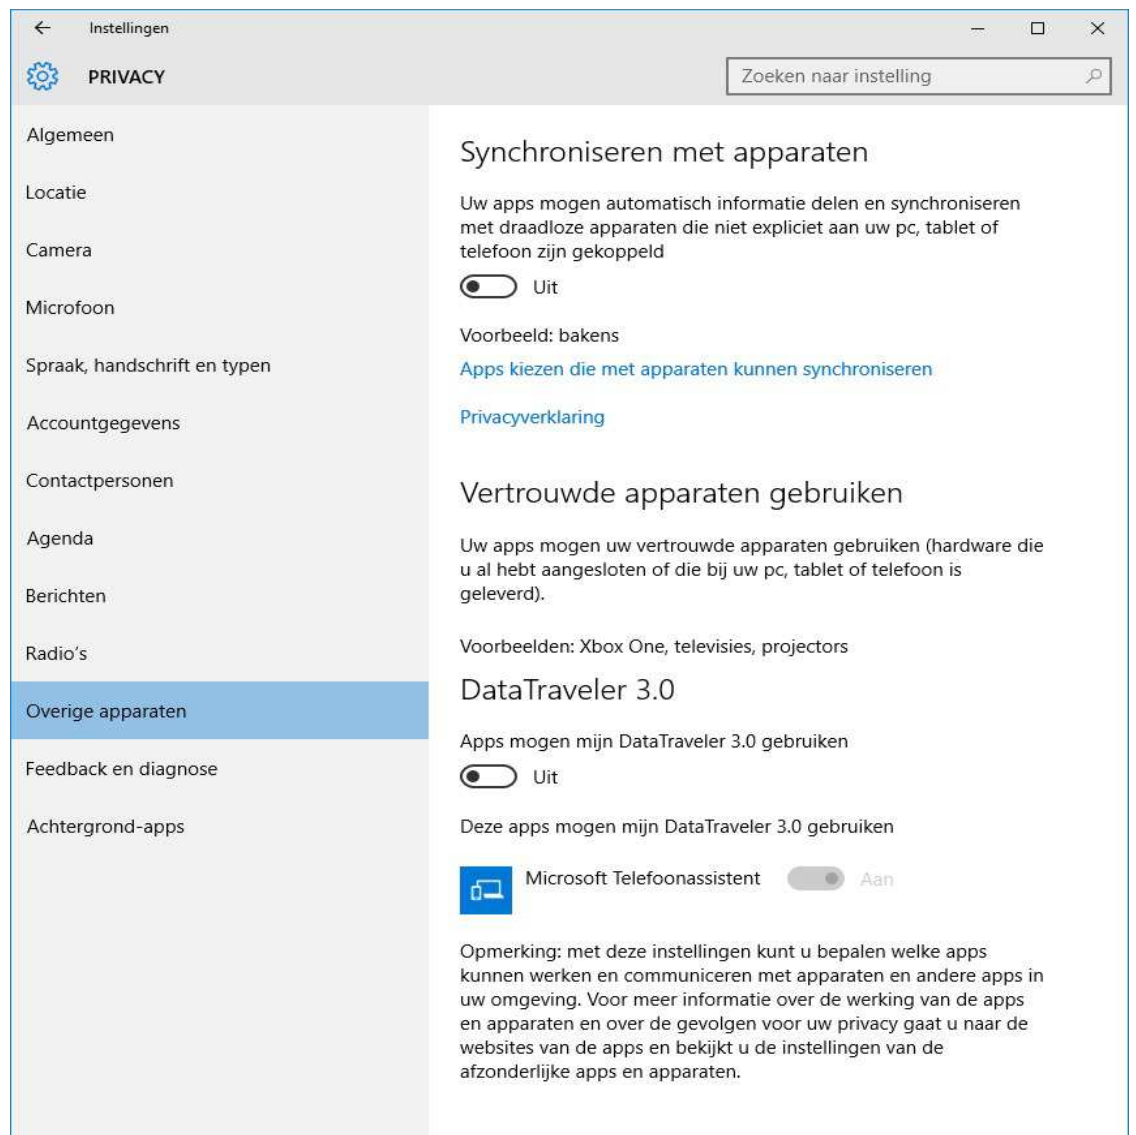 Instellingen
PRIVACY
Zoeken naar instelling
Algemeen
Locatie
Camera
Microfoon
Spraak, handschrift en typen
Accountgegevens
Contactpersonen
Agenda
Berichten
Radio's
Overige apparaten
Feedback en diagnose
Achtergrond-apps
Synchroniseren met apparaten
Uw apps mogen automatisch informatie delen en synchroniseren
met draadloze apparaten die niet expliciet aan uw pc, tablet of
telefoon zijn gekoppeld
Uit
Voorbeeld: bakens
Apps kiezen die met apparaten kunnen synchroniseren
Privacyverklaring
Vertrouwde apparaten gebruiken
Uw apps mogen uw vertrouwde apparaten gebruiken (hardware die
u al hebt aangesloten of die bij uw pc, tablet of telefoon is
geleverd).
Voorbeelden: Xbox One, televisies, projectors
DataTraveler 3.0
Apps mogen mijn DataTraveler 3.0 gebruiken
Uit
Deze apps mogen mijn DataTraveler 3.0 gebruiken
Microsoft Telefoonassistent Aan
Opmerking: met deze instellingen kunt u bepalen welke apps
kunnen werken en communiceren met apparaten en andere apps in
uw omgeving. Voor meer informatie over de werking van de apps
en apparaten en over de gevolgen voor uw privacy gaat u naar de
websites van de apps en bekijkt u de instellingen van de
afzonderlijke apps en apparaten.